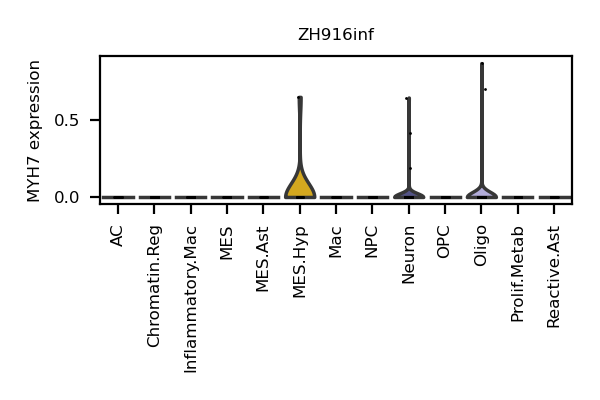 ZH916inf
MYH7 expression
0.5
0.0
AC
Chromatin.Reg
Inflammatory.Mac
MES
MES.Ast
MES.Hyp
Mac
NPC
Neuron
OPC
Oligo
Prolif.Metab
Reactive.Ast